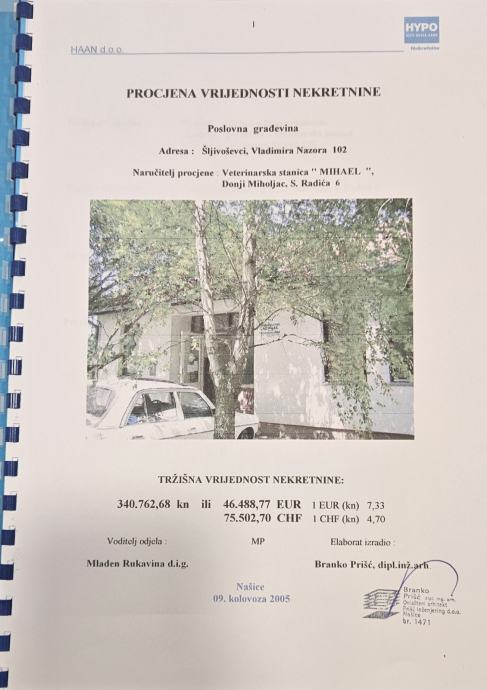 HYPO
HAAN d.o.o.
PROCJENA VRIJEDNOSTI NEKRETNINE
Poslovna građevina
Adresa : Šljivoševci, Vladimira Nazora 102
Naručitelj procjene : Veterinarska stanica " MIHAEL ",
Donji Miholjac, S. Radića 6
TRŽIŠNA VRIJEDNOST NEKRETNINE:
340.762,68 kn ili 46.488,77 EUR 1 EUR (kn) 7,33
75.502,70 CHF 1 CHF (kn) 4,70
Voditelj odjela : MP Elaborat izradio :
Mladen Rukavina d.i.g. Branko Prišć, dipl.inž.arh.
Našice
09. kolovoza 2005
Branko
Prišć
Ovlašteni arhitekt
Našice
br. 1471